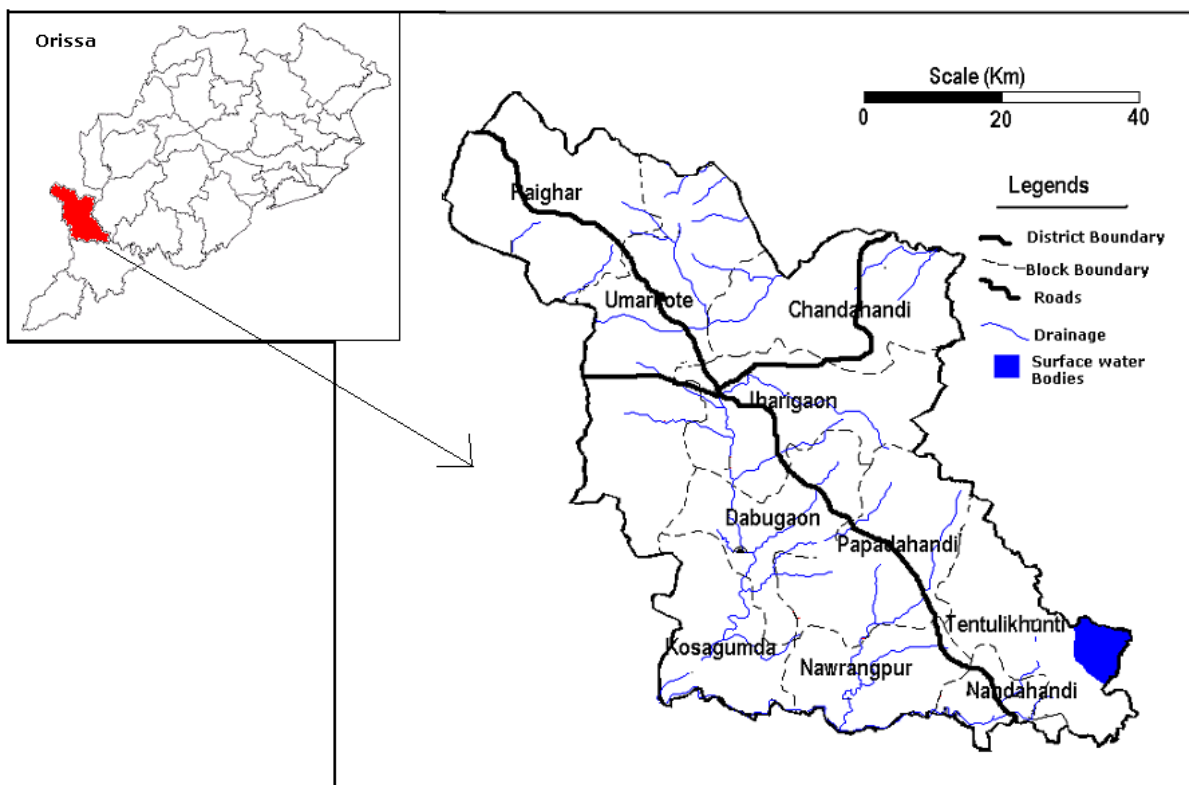 Orissa
Scale (Km)
0 20 40
Legends
District Boundary
Block Boundary
Roads
Drainage
Surface water
Bodies
Raighar
Umarkote
Chandahandi
Jharigaon
Dabugaon
Papadahandi
Tentulikhunti
Kosagumda
Nawrangpur
Nandahandi